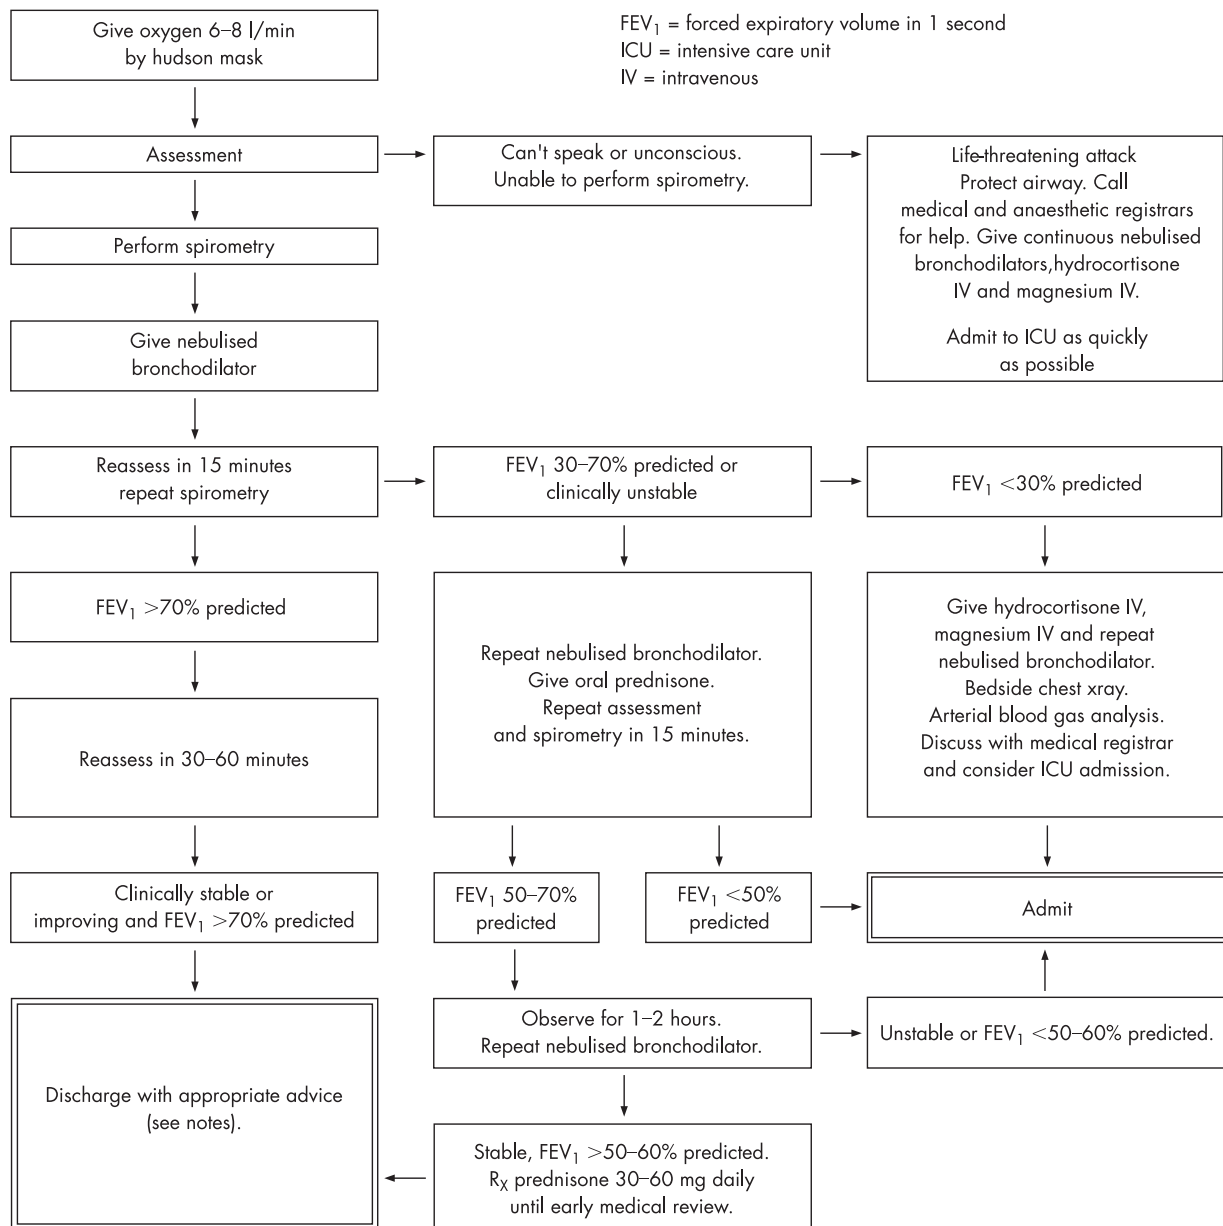 Give oxygen 6–8 l/min
by hudson mask
FEV1 = forced expiratory volume in 1 second
ICU = intensive care unit
IV = intravenous
Assessment
Can't speak or unconscious.
Unable to perform spirometry.
Life-threatening attack
Protect airway. Call
medical and anaesthetic registrars
for help. Give continuous nebulised
bronchodilators,hydrocortisone
IV and magnesium IV.
Admit to ICU as quickly
as possible
Perform spirometry
Give nebulised
bronchodilator
Reassess in 15 minutes
repeat spirometry
FEV1 30–70% predicted or
clinically unstable
FEV1 <30% predicted
FEV1 >70% predicted
Repeat nebulised bronchodilator.
Give oral prednisone.
Repeat assessment
and spirometry in 15 minutes.
Give hydrocortisone IV,
magnesium IV and repeat
nebulised bronchodilator.
Bedside chest xray.
Arterial blood gas analysis.
Discuss with medical registrar
and consider ICU admission.
Reassess in 30–60 minutes
Clinically stable or
improving and FEV1 >70% predicted
FEV1 50–70%
predicted
FEV1 <50%
predicted
Admit
Discharge with appropriate advice
(see notes).
Observe for 1–2 hours.
Repeat nebulised bronchodilator.
Unstable or FEV1 <50–60% predicted.
Stable, FEV1 >50–60% predicted.
RX prednisone 30–60 mg daily
until early medical review.